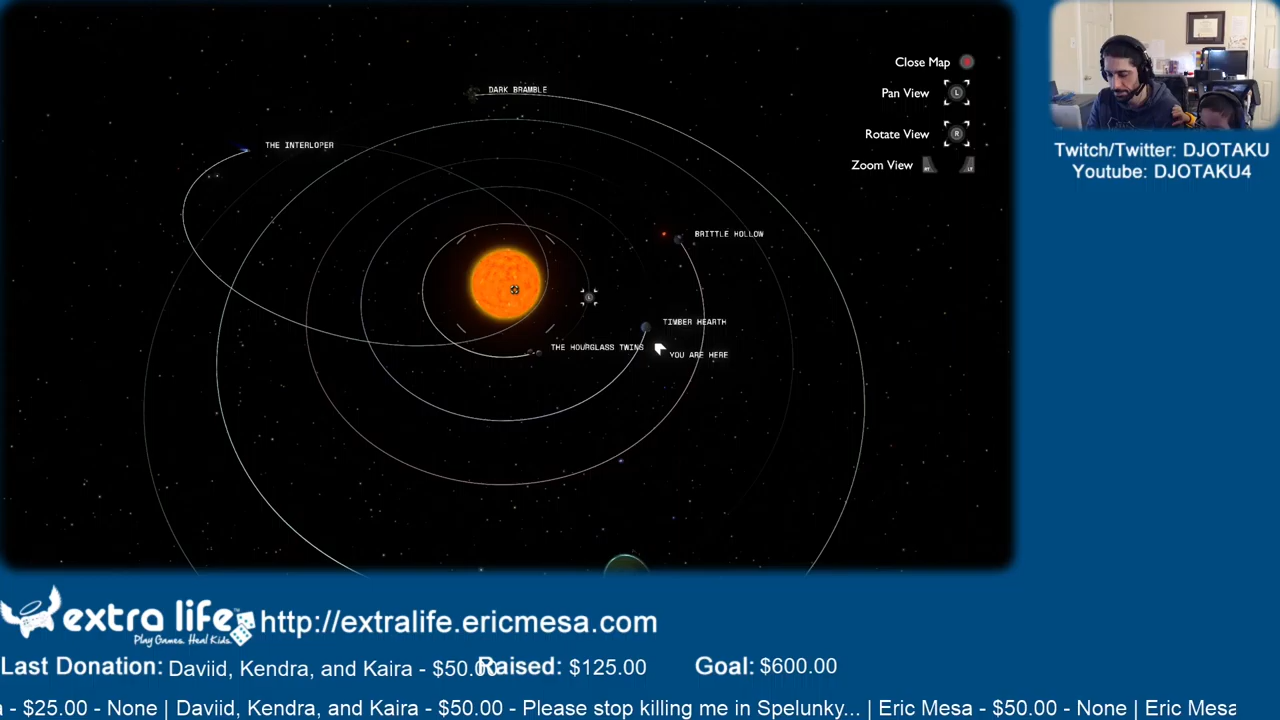 Close Map
Pan View
L
Rotate View
R
Zoom View
DARK BRAMBLE
THE INTERLOPER
BRITTLE HOLLOW
TIMBER HEARTH
THE HOURGLASS TWINS
YOU ARE HERE
Twitch/Twitter: DJOTAKU
Youtube: DJOTAKU4
extra life
Play Games. Heal Kids.
http://extralife.ericmesa.com
Last Donation: Daviid, Kendra, and Kaira - $50.00
Raised: $125.00
Goal: $600.00
a - $25.00 - None | Daviid, Kendra, and Kaira - $50.00 - Please stop killing me in Spelunky... | Eric Mesa - $50.00 - None | Eric Mesa